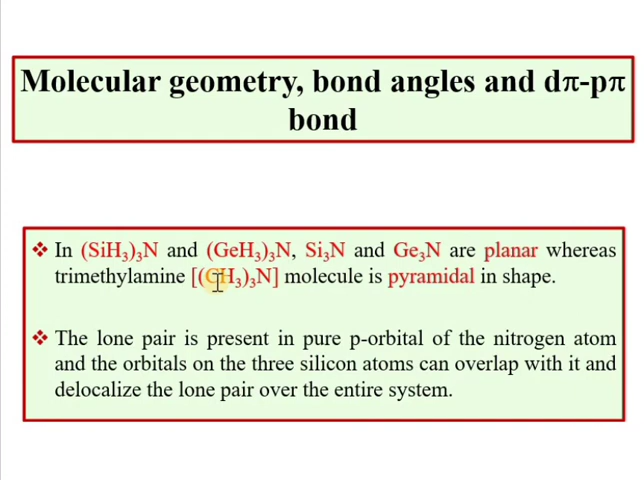 Molecular geometry, bond angles and dπ-pπ
bond
❖ In (SiH₃)₃N and (GeH₃)₃N, Si₃N and Ge₃N are planar whereas
trimethylamine [(CH₃)₃N] molecule is pyramidal in shape.
❖ The lone pair is present in pure p-orbital of the nitrogen atom
and the orbitals on the three silicon atoms can overlap with it and
delocalize the lone pair over the entire system.